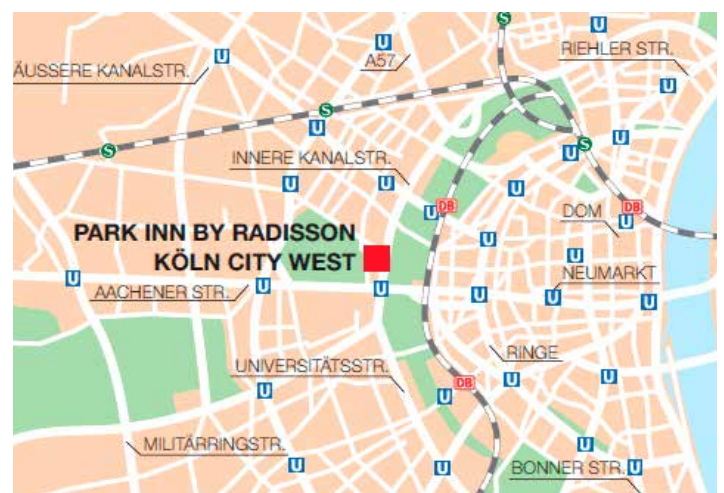 S
U
U
RIEHLER STR.
ÄUSSERE KANALSTR.
U
A57
U
S
U
S
S
U
U
INNERE KANALSTR.
U
U
U
DB
U
DOM
DB
U
PARK INN BY RADISSON
KÖLN CITY WEST
U
U
U
NEUMARKT
U
U
AACHENER STR.
U
U
U
U
RINGE
UNIVERSITÄTSSTR.
DB
U
U
U
U
MILITÄRRINGSTR.
U
U
U
U
BONNER STR.
U